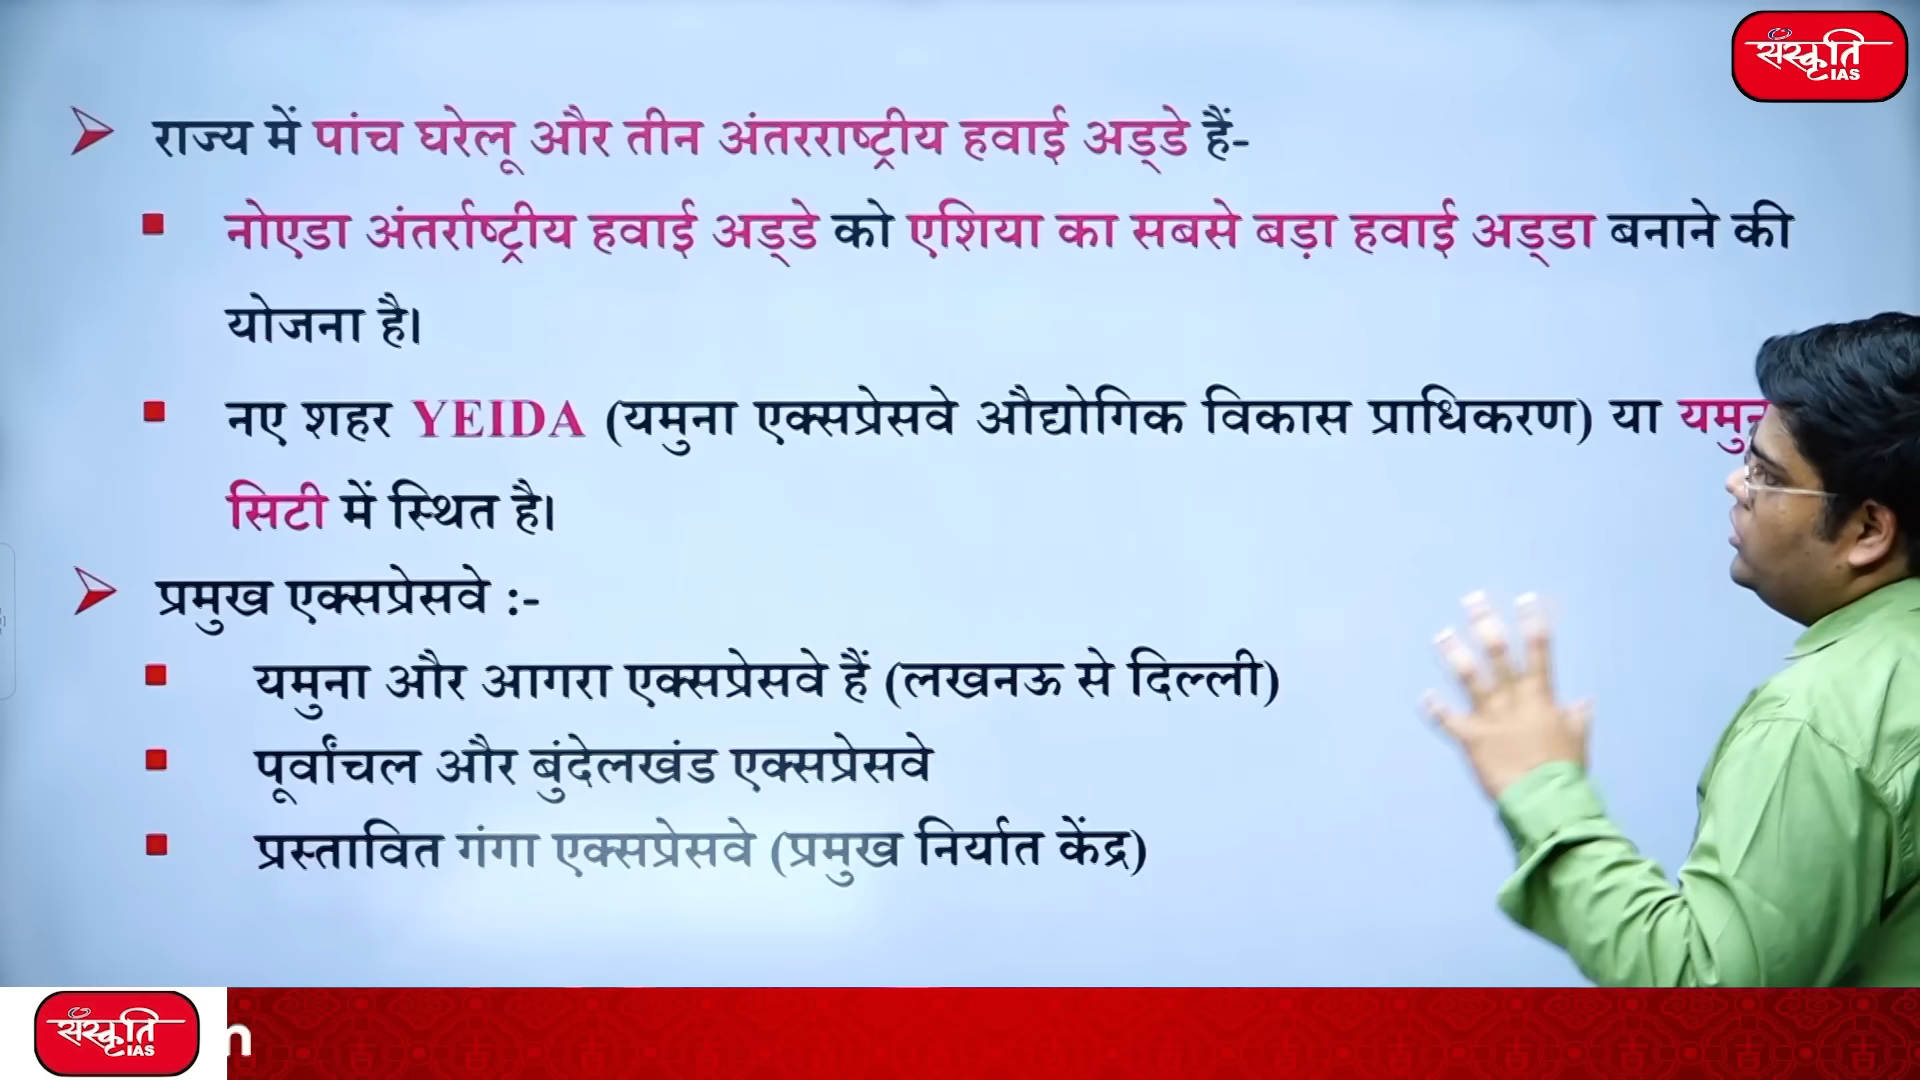 संस्कृति
IAS
राज्य में पांच घरेलू और तीन अंतरराष्ट्रीय हवाई अड्डे हैं-
नोएडा अंतर्राष्ट्रीय हवाई अड्डे को एशिया का सबसे बड़ा हवाई अड्डा बनाने की
योजना है।
नए शहर YEIDA (यमुना एक्सप्रेसवे औद्योगिक विकास प्राधिकरण) या
सिटी में स्थित है।
प्रमुख एक्सप्रेसवे :-
यमुना और आगरा एक्सप्रेसवे हैं (लखनऊ से दिल्ली)
पूर्वांचल और बुंदेलखंड एक्सप्रेसवे
प्रस्तावित गंगा एक्सप्रेसवे (प्रमुख निर्यात केंद्र)
संस्कृति
IAS